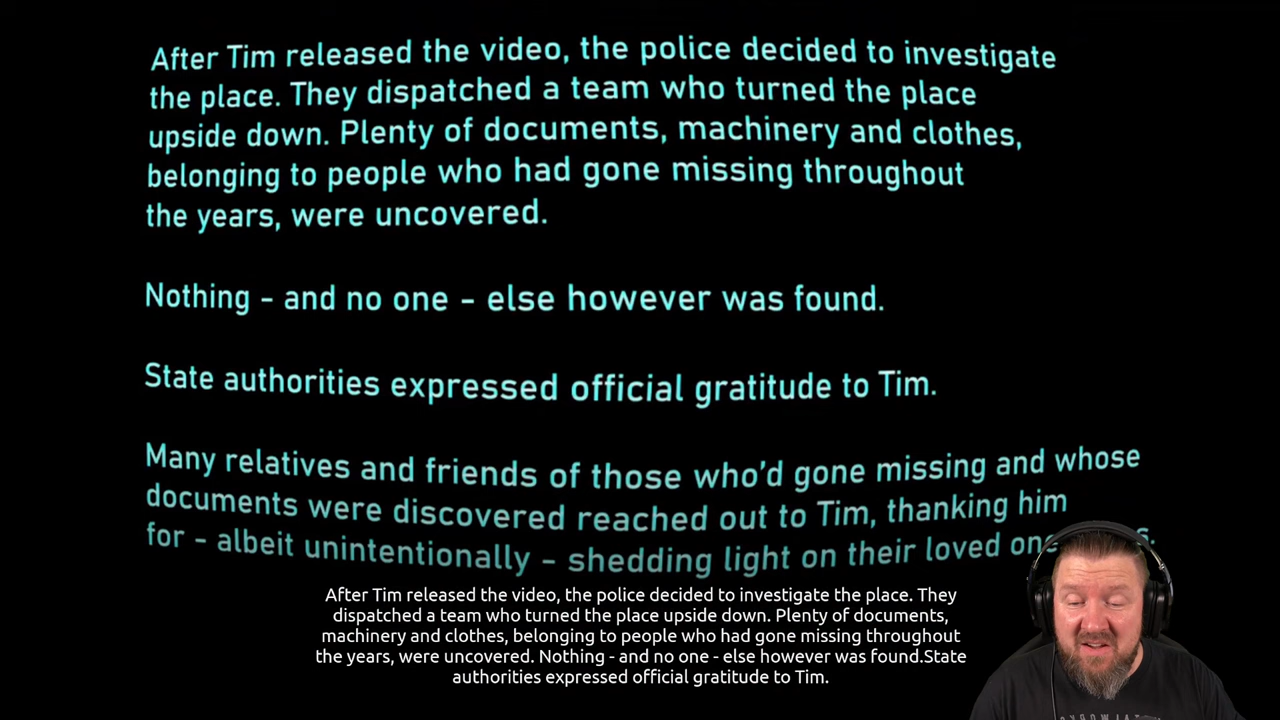 After Tim released the video, the police decided to investigate
the place. They dispatched a team who turned the place
upside down. Plenty of documents, machinery and clothes,
belonging to people who had gone missing throughout
the years, were uncovered.
Nothing - and no one - else however was found.
State authorities expressed official gratitude to Tim.
Many relatives and friends of those who'd gone missing and whose
documents were discovered reached out to Tim, thanking him
for - albeit unintentionally - shedding light on their loved
After Tim released the video, the police decided to investigate the place. They
dispatched a team who turned the place upside down. Plenty of documents,
machinery and clothes, belonging to people who had gone missing throughout
the years, were uncovered. Nothing - and no one - else however was found.State
authorities expressed official gratitude to Tim.